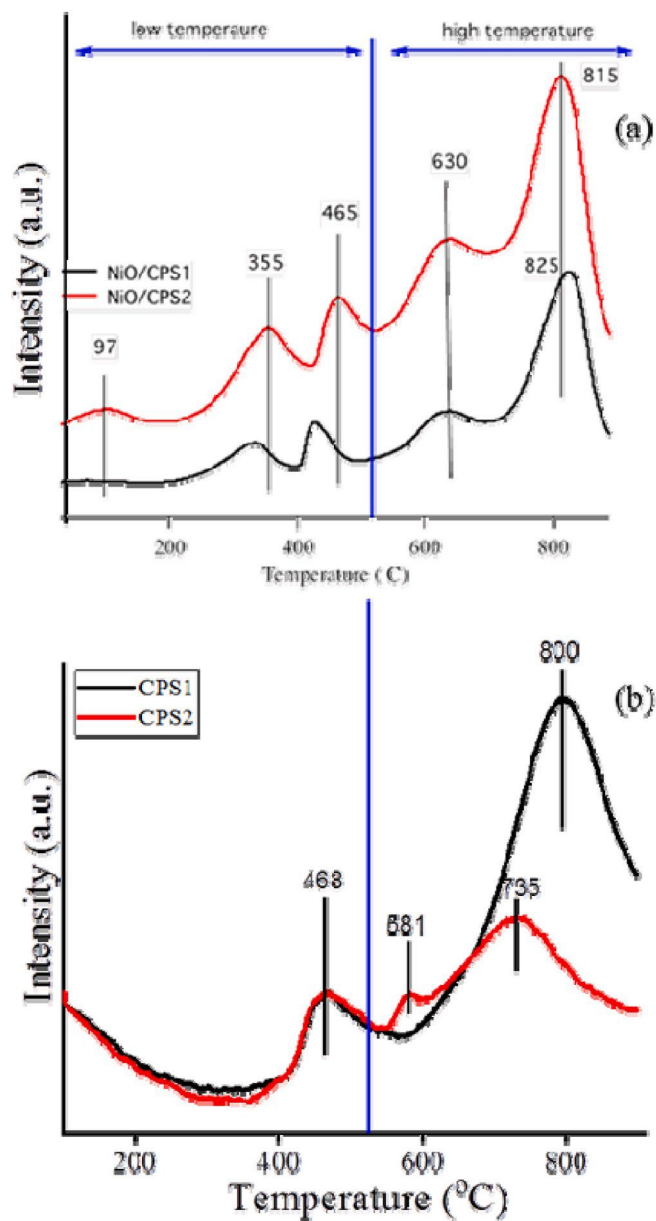 low temperaure
high temperature
815
(a)
630
465
825
355
NiO/CPS1
NiO/CPS2
97
Intensity (a.u.)
200
400
600
800
Temperature ( C)
800
CPS1
CPS2
(b)
468
735
581
Intensity (a.u.)
200
400
600
800
Temperature (°C)